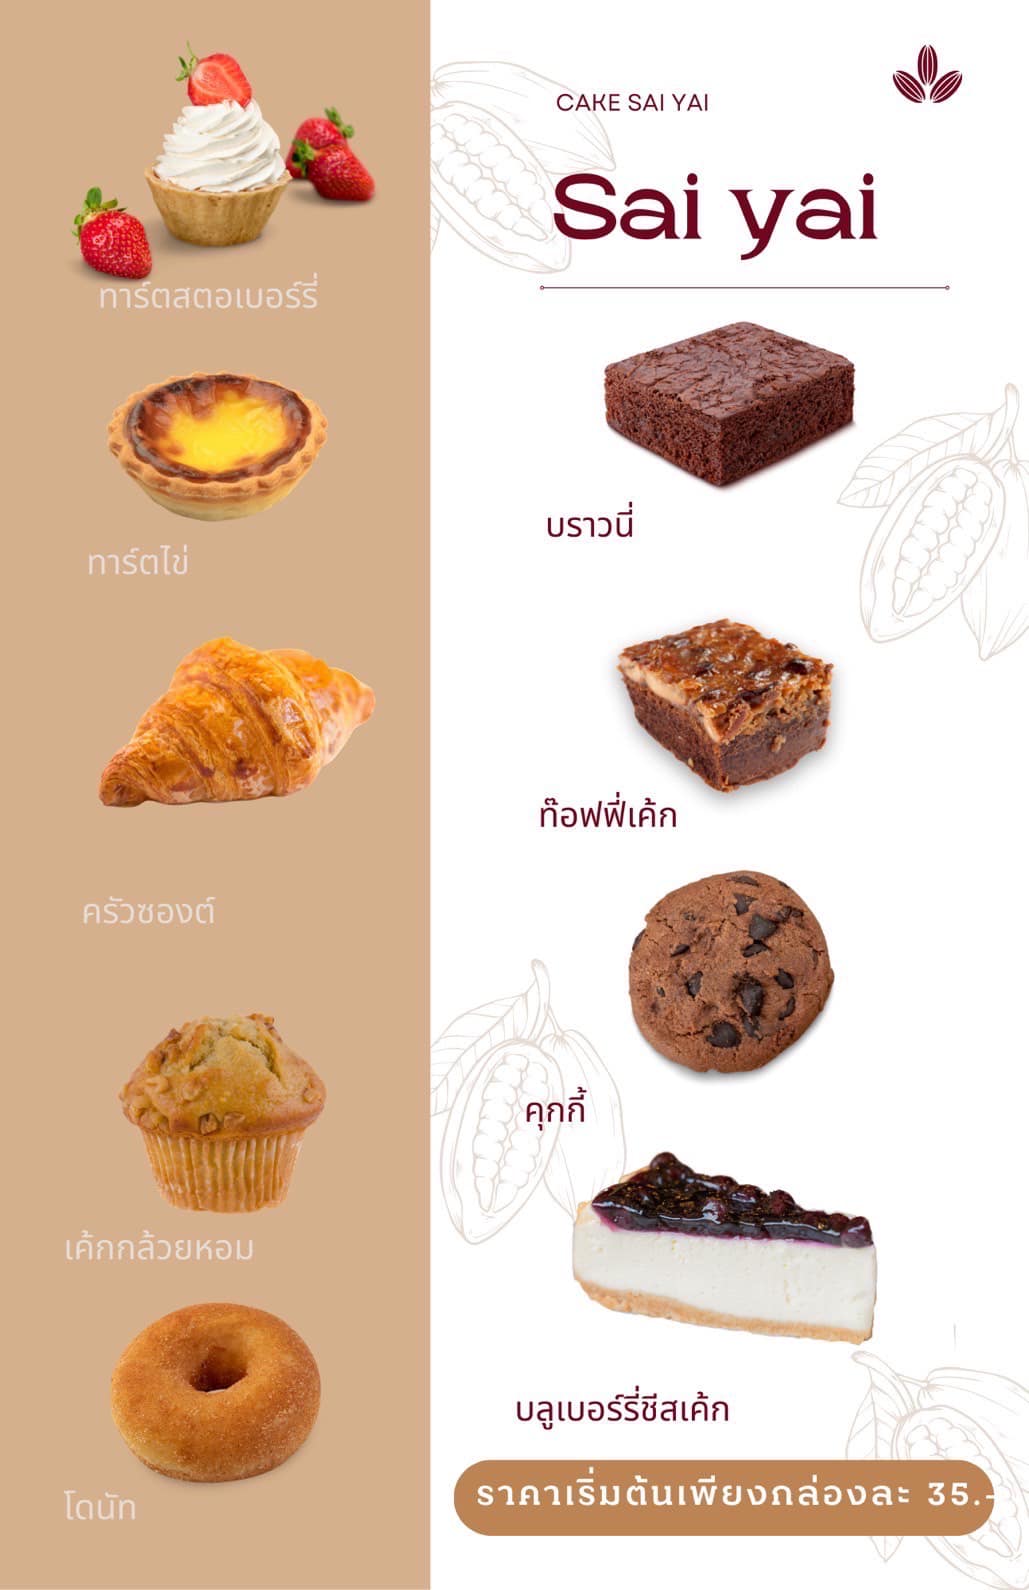 ทาร์ตสตอเบอร์รี่
ทาร์ตไข่
ครัวซองต์
เค้กกล้วยหอม
โดนัท
CAKE SAI YAI
Sai yai
บราวนี่
ท๊อฟฟี่เค้ก
คุกกี้
บลูเบอร์รี่ชีสเค้ก
ราคาเริ่มต้นเพียงกล่องละ 35.-